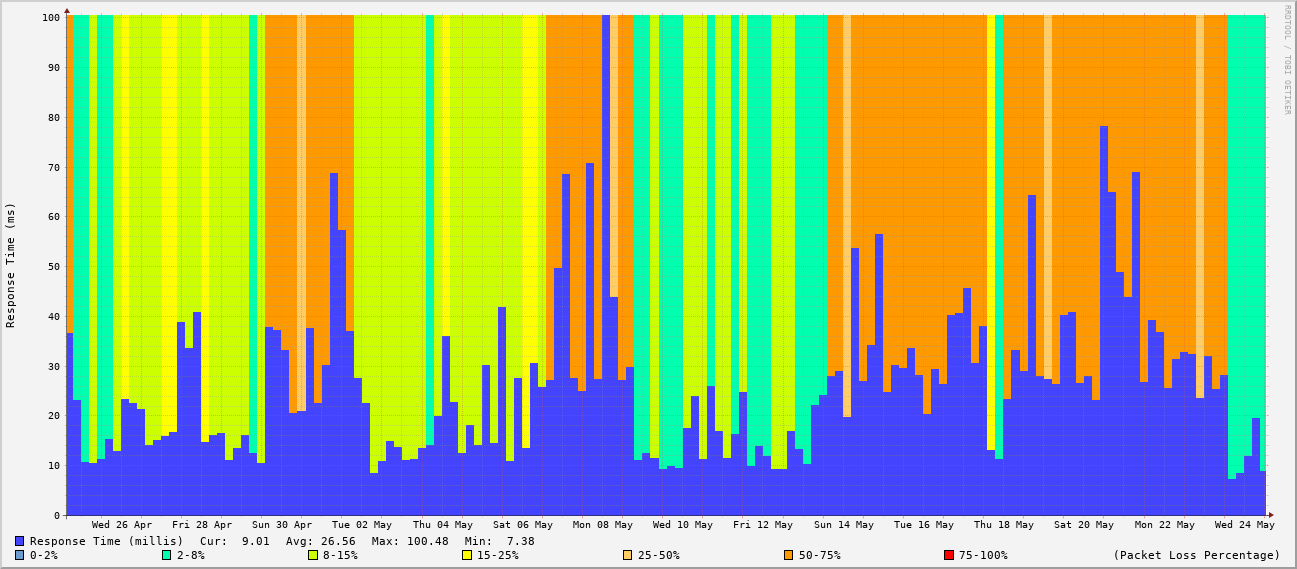 100
90
80
70
60
50
40
30
20
10
0
Response Time (ms)
RRDTOOL / TOBI OETIKER
Wed 26 Apr Fri 28 Apr Sun 30 Apr Tue 02 May Thu 04 May Sat 06 May Mon 08 May Wed 10 May Fri 12 May Sun 14 May Tue 16 May Thu 18 May Sat 20 May Mon 22 May Wed 24 May
Response Time (millis) Cur: 9.01 Avg: 26.56 Max: 100.48 Min: 7.38
0-2% 2-8% 8-15% 15-25% 25-50% 50-75% 75-100% (Packet Loss Percentage)